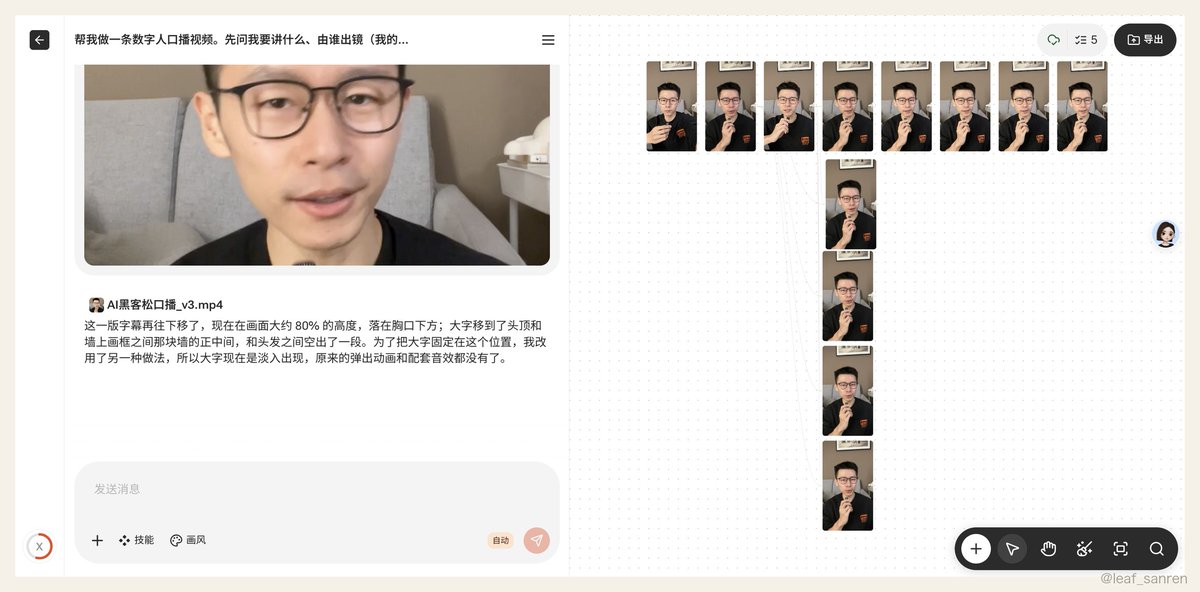 帮我做一条数字人口播视频。先问我要讲什么、由谁出镜（我的...
5
导出
AI黑客松口播_v3.mp4
这一版字幕再往下移了，现在在画面大约 80% 的高度，落在胸口下方；大字移到了头顶和
墙上画框之间那块墙的正中间，和头发之间空出了一段。为了把大字固定在这个位置，我改
用了另一种做法，所以大字现在是淡入出现，原来的弹出动画和配套音效都没有了。
发送消息
技能
画风
自动
X
@leaf_sanren